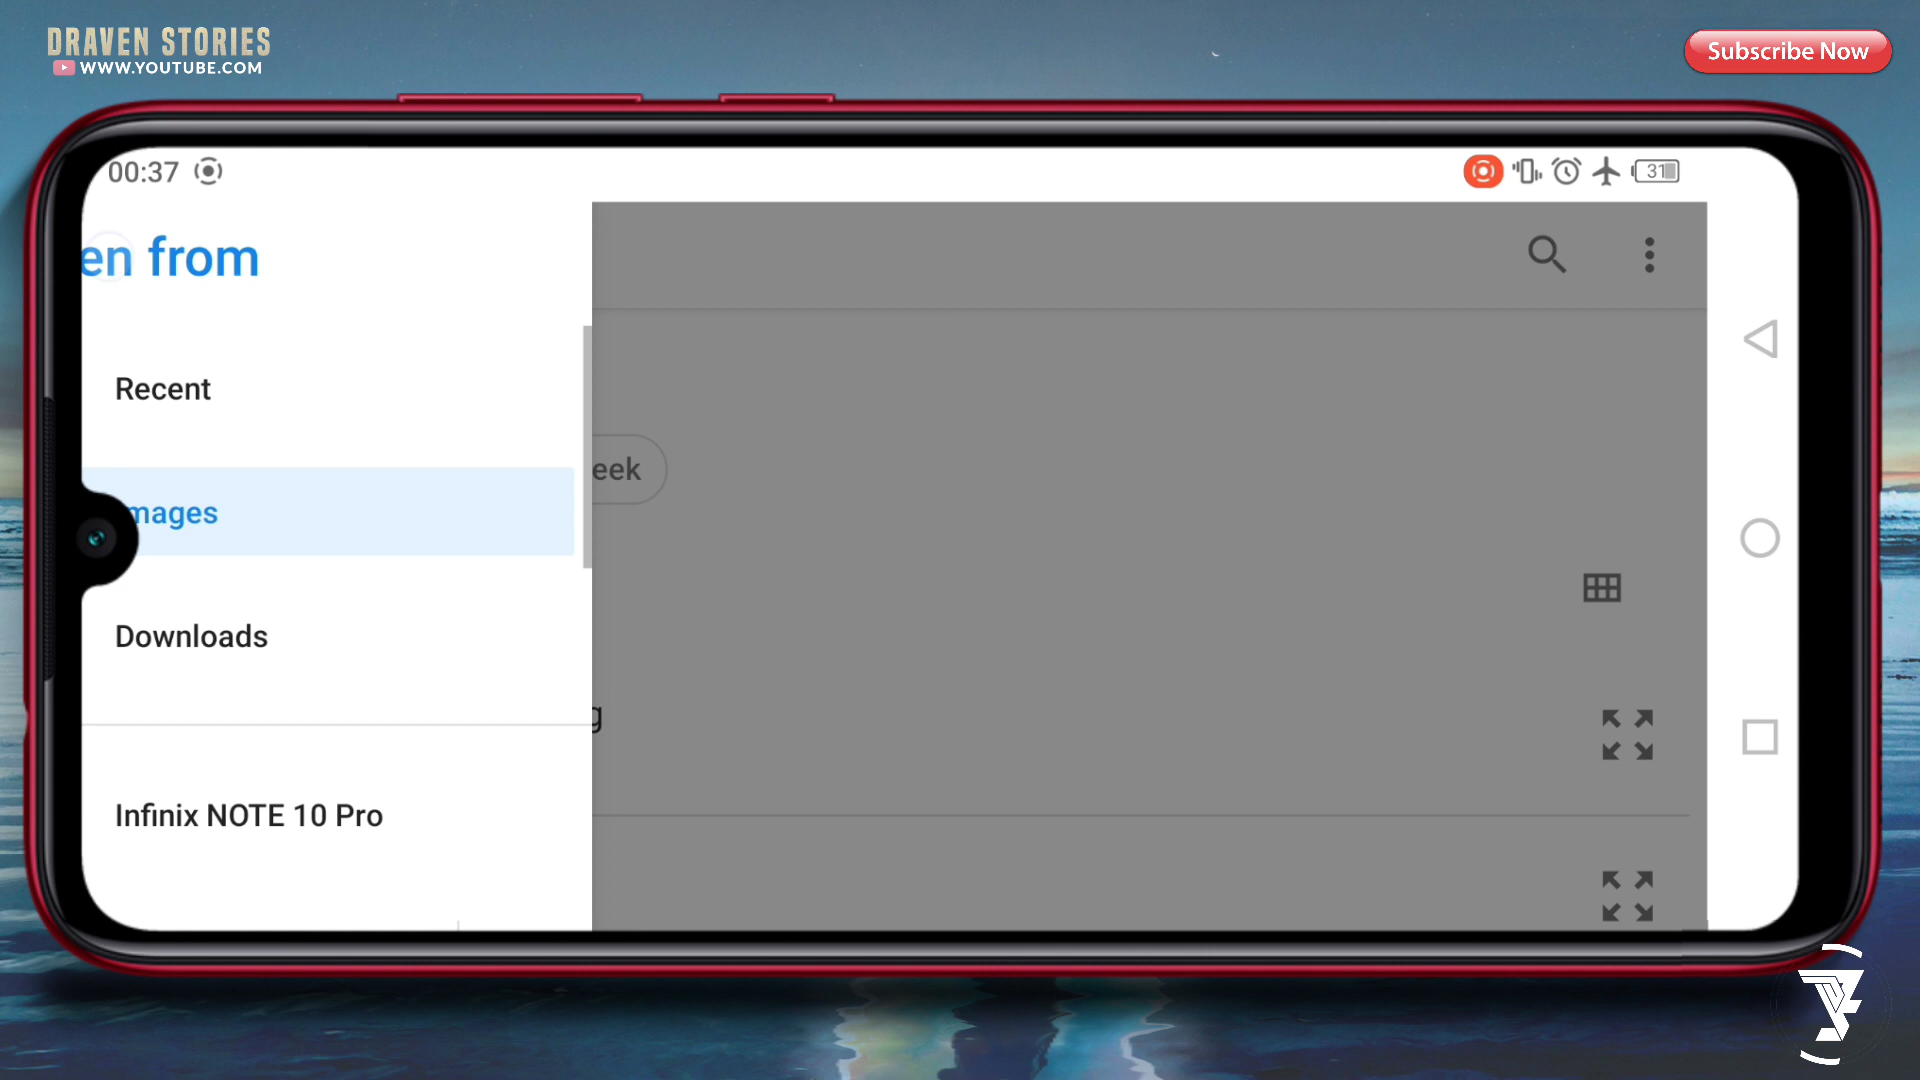 DRAVEN STORIES
WWW.YOUTUBE.COM
Subscribe Now
00:37
31
en from
Recent
eek
mages
Downloads
g
Infinix NOTE 10 Pro